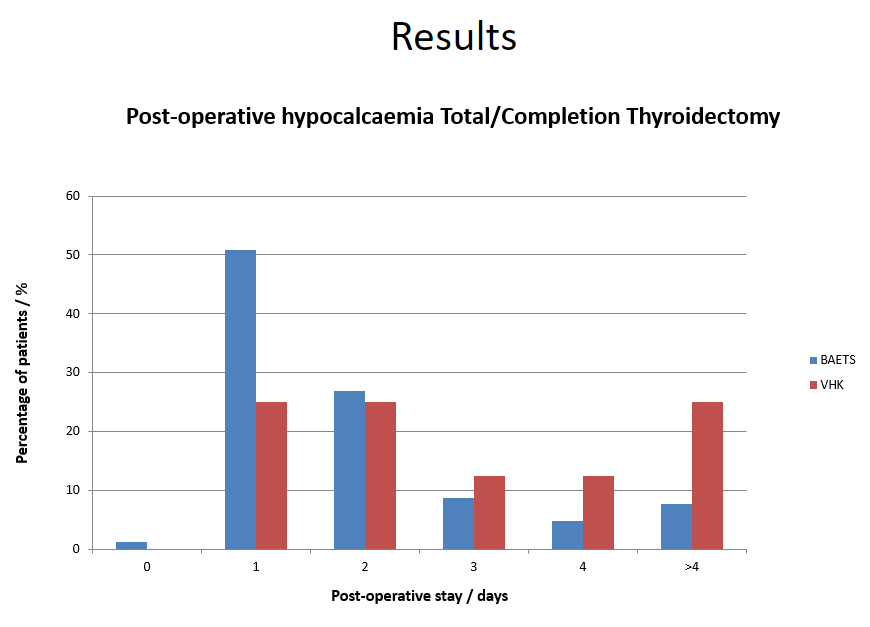 Results
Post-operative hypocalcaemia Total/Completion Thyroidectomy
Percentage of patients / %
60
50
40
30
20
10
0
0 1 2 3 4 >4
Post-operative stay / days
BAETS
VHK